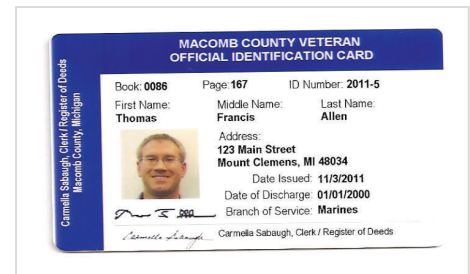 MACOMB COUNTY VETERAN
OFFICIAL IDENTIFICATION CARD
Carmella Sabaugh, Clerk / Register of Deeds
Macomb County, Michigan
Book: 0086 Page: 167 ID Number: 2011-5
First Name: Middle Name: Last Name:
Thomas Francis Allen
Address:
123 Main Street
Mount Clemens, MI 48034
Date Issued: 11/3/2011
Date of Discharge: 01/01/2000
Branch of Service: Marines
Carmella Sabaugh Carmella Sabaugh, Clerk / Register of Deeds